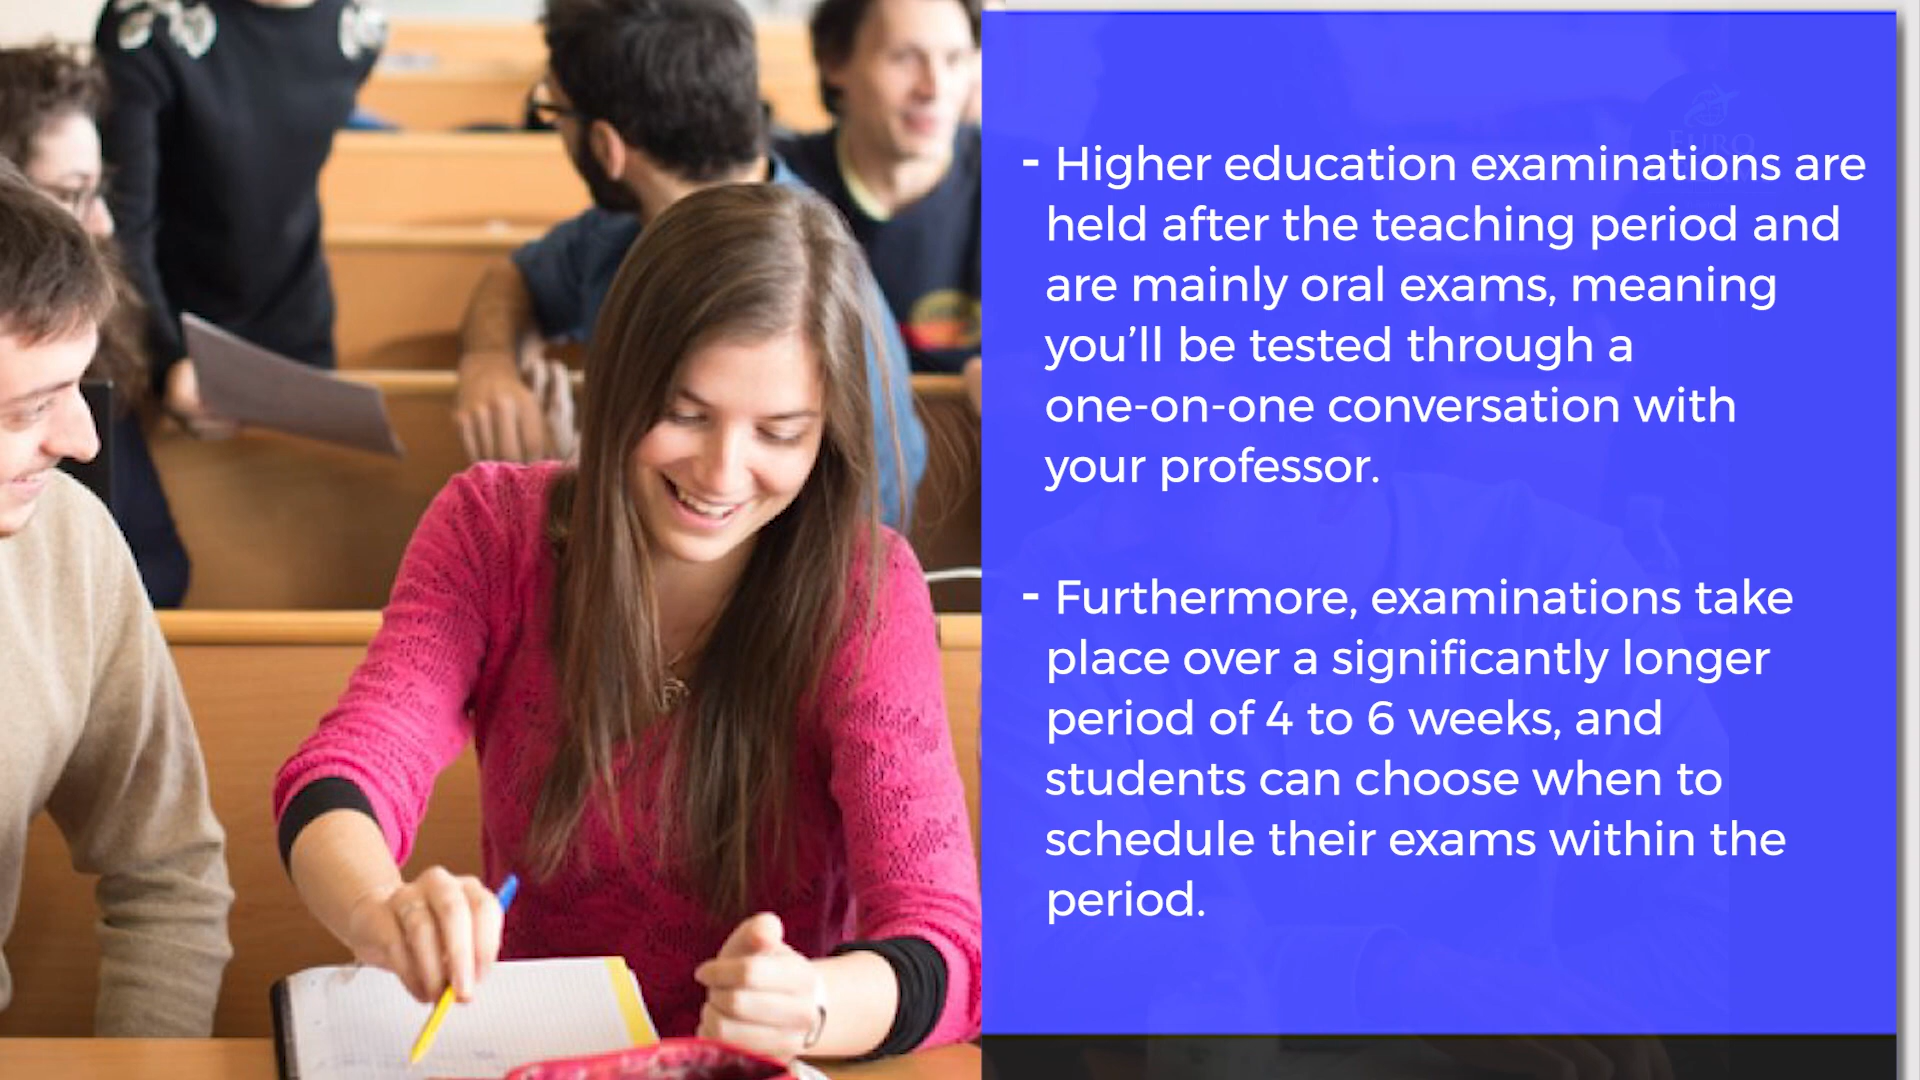 - Higher education examinations are
held after the teaching period and
are mainly oral exams, meaning
you’ll be tested through a
one-on-one conversation with
your professor.
- Furthermore, examinations take
place over a significantly longer
period of 4 to 6 weeks, and
students can choose when to
schedule their exams within the
period.
EURO